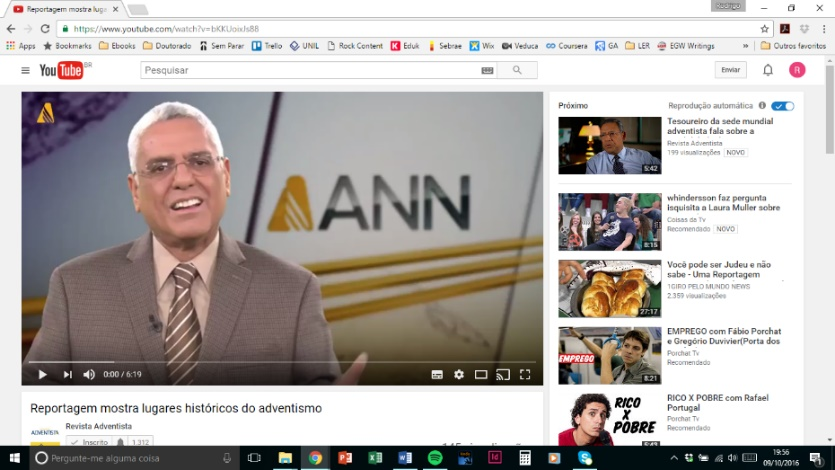 Reportagem mostra luga
Rodrigo
https://www.youtube.com/watch?v=bKKUoixJs88
Apps
Bookmarks
Ebooks
Doutorado
Sem Parar
Trello
UNIL
Rock Content
Eduk
Sebrae
Wix
Veduca
Coursera
GA
LER
EGW Writings
»
Outros favoritos
YouTube BR
Pesquisar
Enviar
R
ANN
0:00 / 6:19
Reportagem mostra lugares históricos do adventismo
Revista Adventista
Inscrito
1.312
Próximo
Reprodução automática
Tesoureiro da sede mundial
adventista fala sobre a
Revista Adventista
199 visualizações NOVO
5:42
whindersson faz pergunta
isquisita a Laura Muller sobre
Coisas da Tv
Recomendado NOVO
8:15
Você pode ser Judeu e não
sabe - Uma Reportagem
1GIRO PELO MUNDO NEWS
2.359 visualizações
27:17
EMPREGO com Fábio Porchat
e Gregório Duvivier(Porta dos
Porchat Tv
Recomendado
EMPREGO
8:21
RICO X POBRE com Rafael
Portugal
Porchat Tv
Recomendado
RICO
X
POBRE
Pergunte-me alguma coisa
19:56
09/10/2016